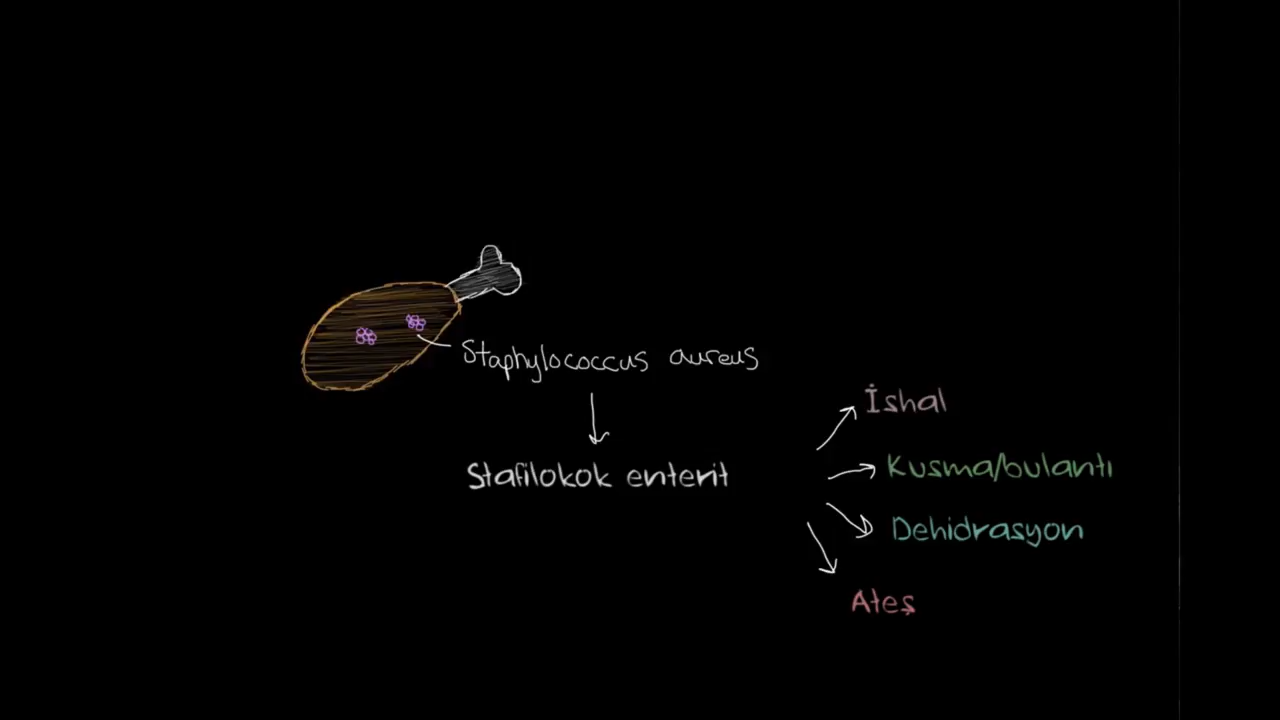 Staphylococcus aureus
İshal
Stafilokok enterit
Kusma/bulantı
Dehidrasyon
Ateş